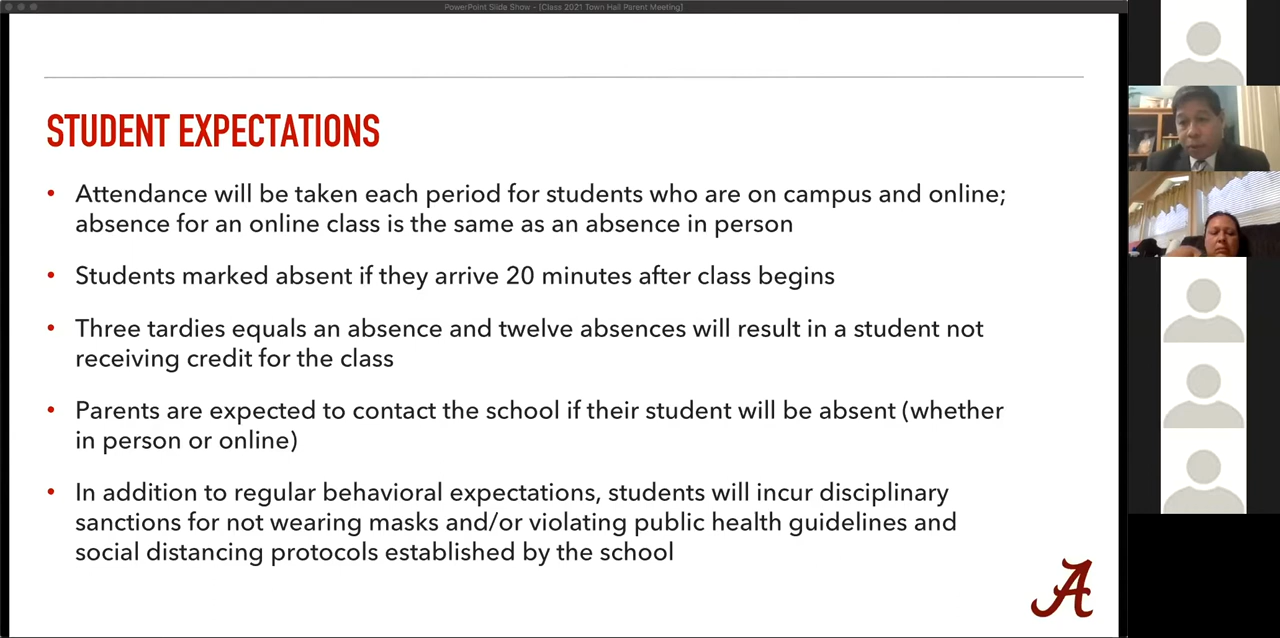 PowerPoint Slide Show - [Class 2021 Town Hall Parent Meeting]
STUDENT EXPECTATIONS
• Attendance will be taken each period for students who are on campus and online;
absence for an online class is the same as an absence in person
• Students marked absent if they arrive 20 minutes after class begins
• Three tardies equals an absence and twelve absences will result in a student not
receiving credit for the class
• Parents are expected to contact the school if their student will be absent (whether
in person or online)
• In addition to regular behavioral expectations, students will incur disciplinary
sanctions for not wearing masks and/or violating public health guidelines and
social distancing protocols established by the school
A